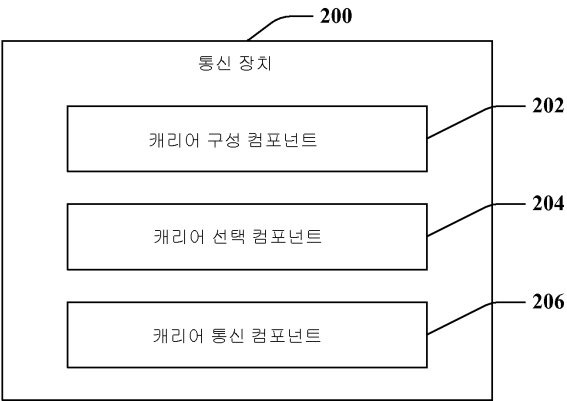 200
통신 장치
캐리어 구성 컴포넌트
202
캐리어 선택 컴포넌트
204
캐리어 통신 컴포넌트
206